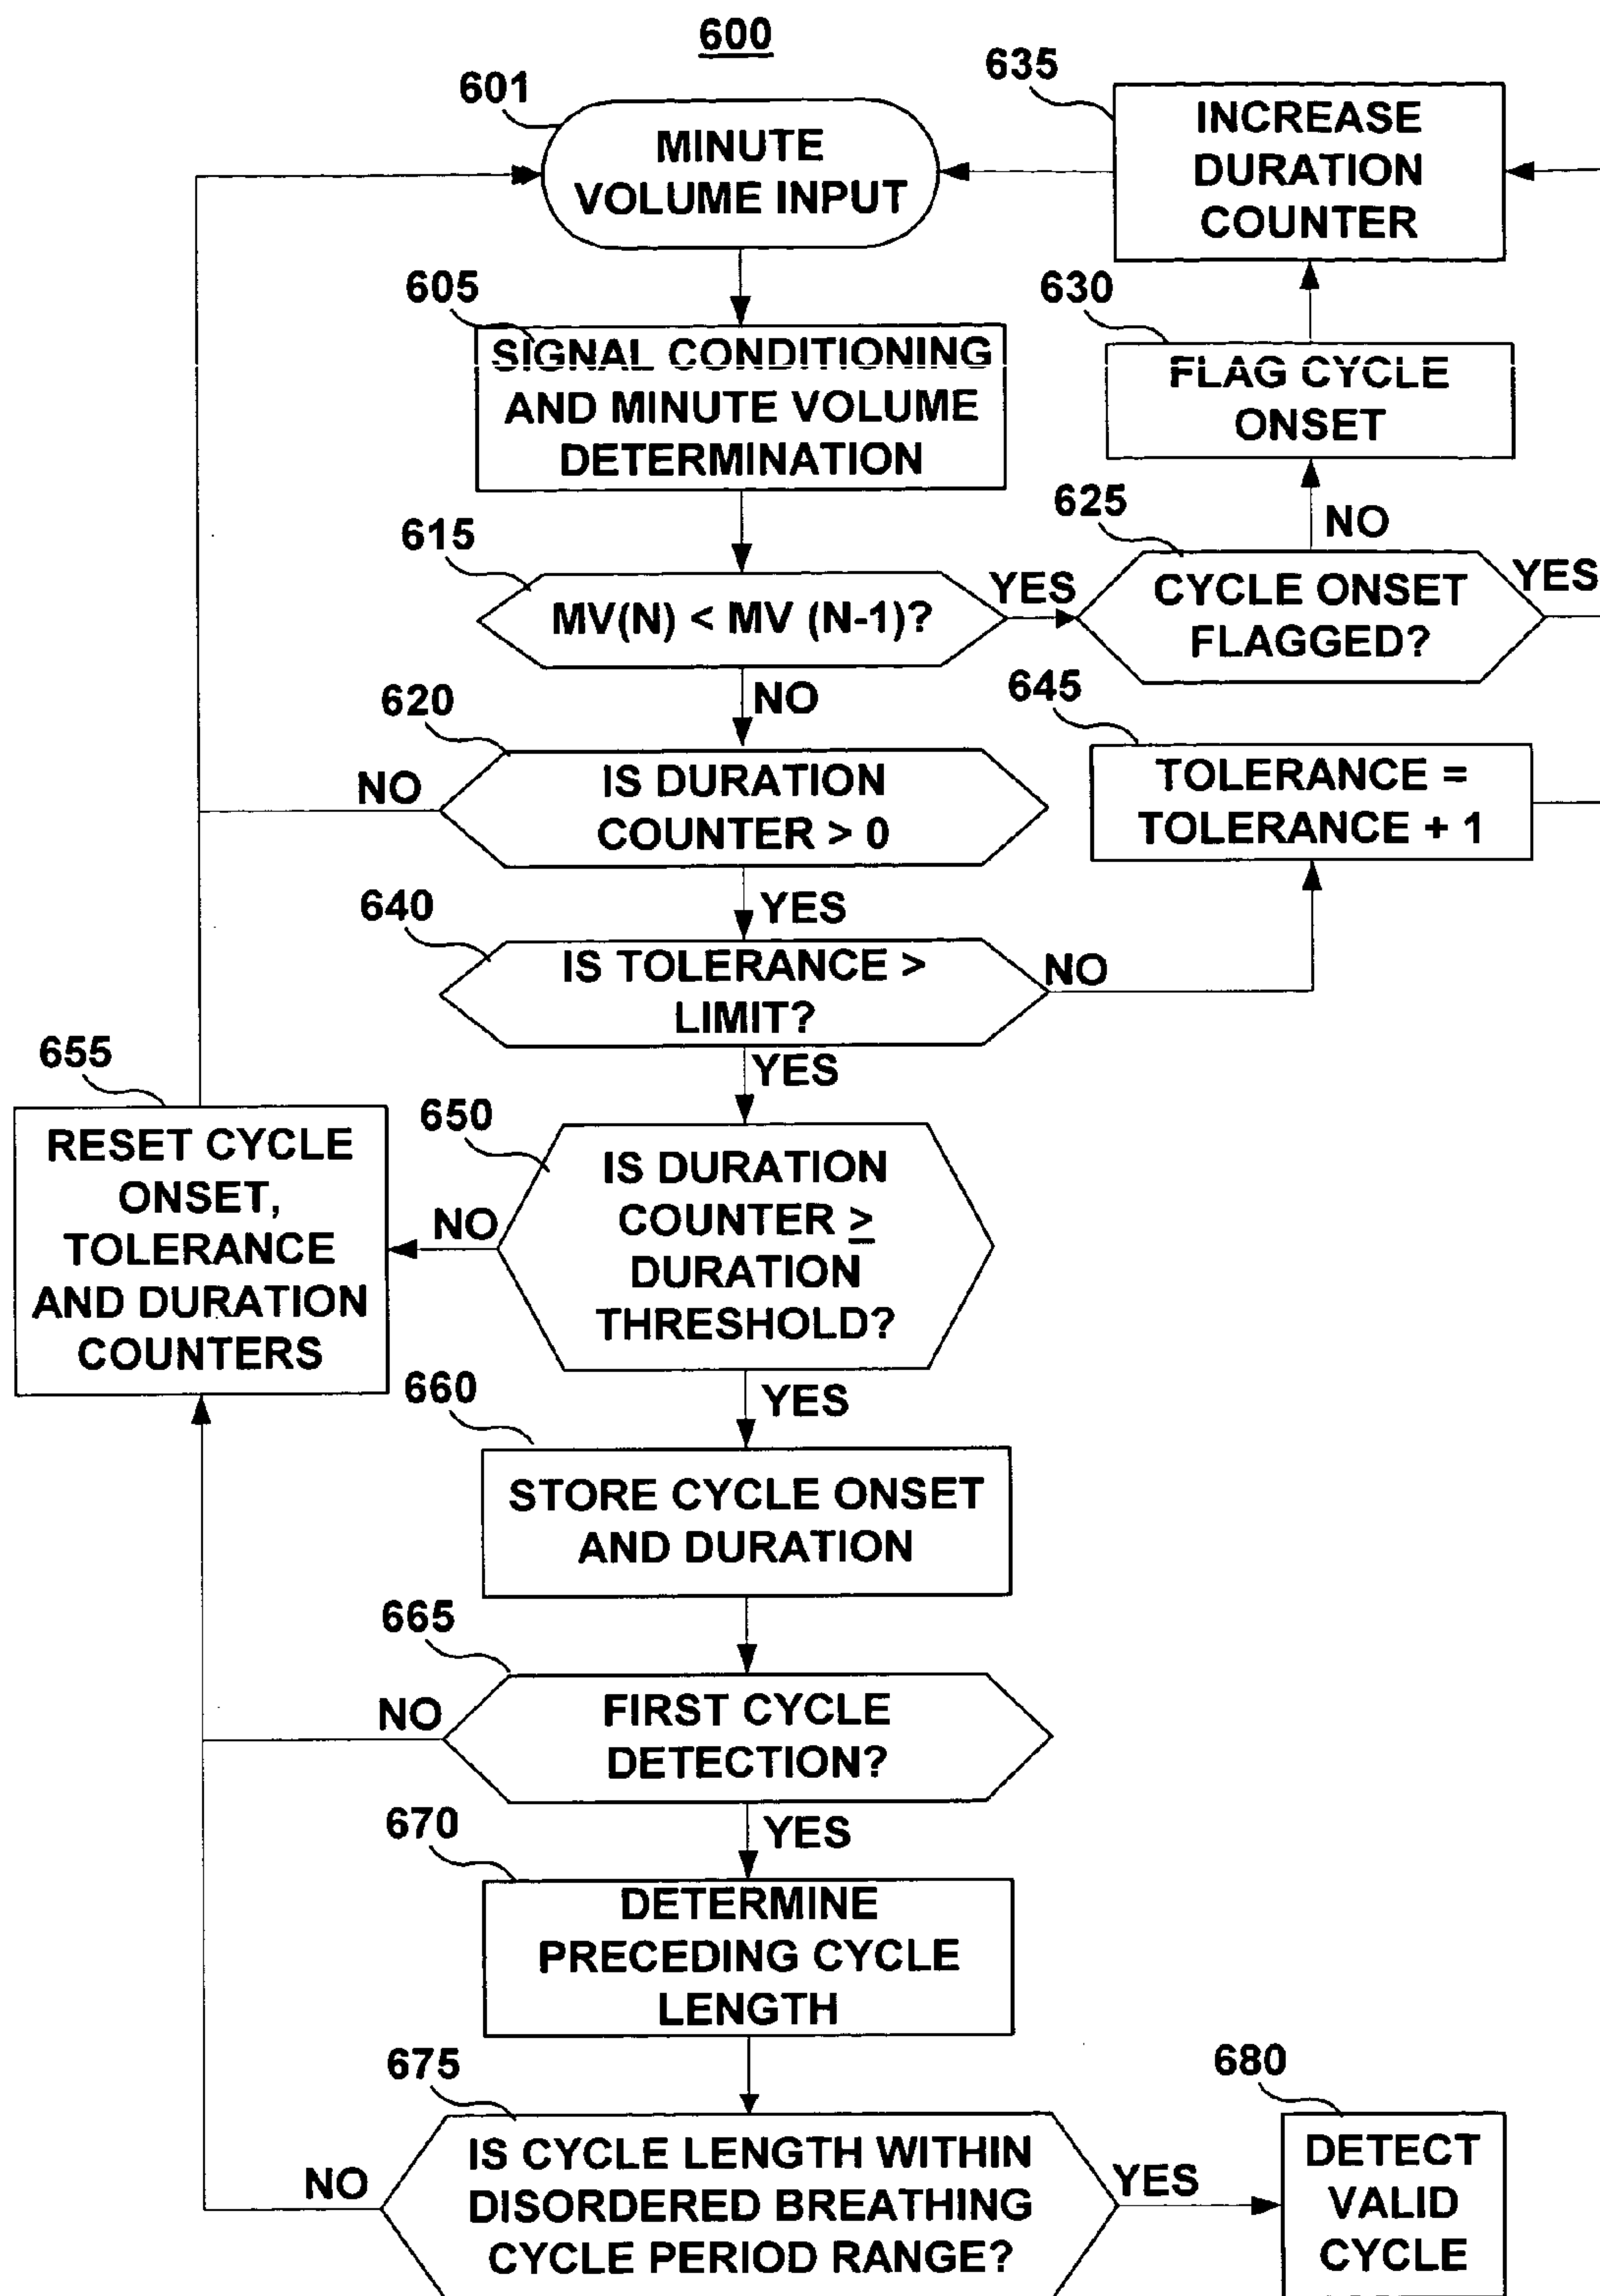 600
601
MINUTE
VOLUME INPUT
635
INCREASE
DURATION
COUNTER
605
SIGNAL CONDITIONING
AND MINUTE VOLUME
DETERMINATION
630
FLAG CYCLE
ONSET
NO
615
MV(N) < MV (N-1)?
YES
625
CYCLE ONSET
FLAGGED?
YES
NO
620
IS DURATION
COUNTER > 0
NO
YES
645
TOLERANCE =
TOLERANCE + 1
640
IS TOLERANCE >
LIMIT?
NO
YES
655
RESET CYCLE
ONSET,
TOLERANCE
AND DURATION
COUNTERS
650
IS DURATION
COUNTER ≥
DURATION
THRESHOLD?
NO
YES
660
STORE CYCLE ONSET
AND DURATION
665
FIRST CYCLE
DETECTION?
NO
YES
670
DETERMINE
PRECEDING CYCLE
LENGTH
675
IS CYCLE LENGTH WITHIN
DISORDERED BREATHING
CYCLE PERIOD RANGE?
NO
YES
680
DETECT
VALID
CYCLE